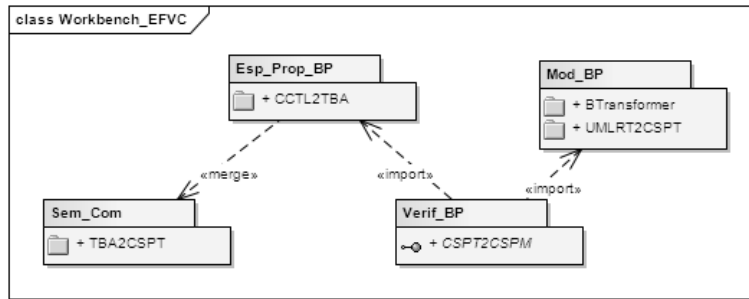 class Workbench_EFVC
Esp_Prop_BP
+ CCTL2TBA
Mod_BP
+ BTransformer
+ UMLRT2CSPT
«merge»
«import»
«import»
Sem_Com
+ TBA2CSPT
Verif_BP
+ CSPT2CSPM